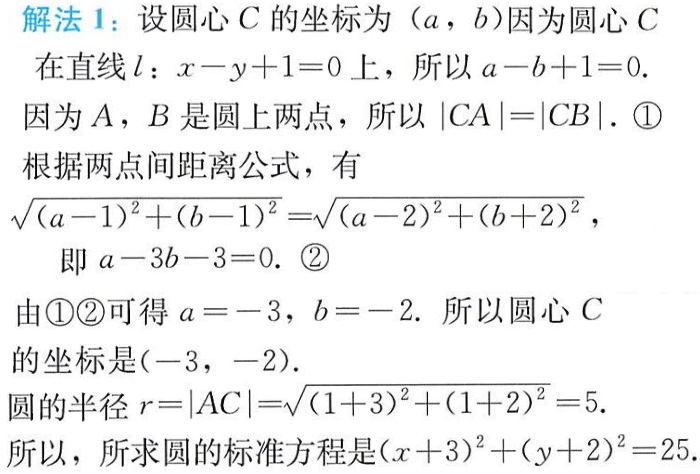 解法 1：设圆心 C 的坐标为（a，b)因为圆心 C
在直线 l：x－y＋1＝0 上，所以 a－b＋1＝0.
因为 A，B 是圆上两点，所以 |CA|＝|CB|．①
根据两点间距离公式，有
√(a－1)²＋(b－1)²＝√(a－2)²＋(b＋2)²，
即 a－3b－3＝0. ②
由①②可得 a＝－3，b＝－2. 所以圆心 C
的坐标是(－3，－2).
圆的半径 r＝|AC|＝√(1＋3)²＋(1＋2)²＝5.
所以，所求圆的标准方程是(x＋3)²＋(y＋2)²＝25.